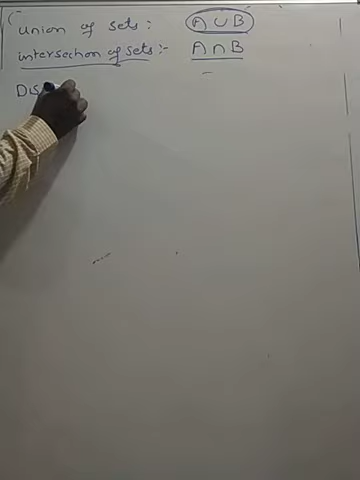 union of sets: A ∪ B
intersection of sets:- A ∩ B
Dis